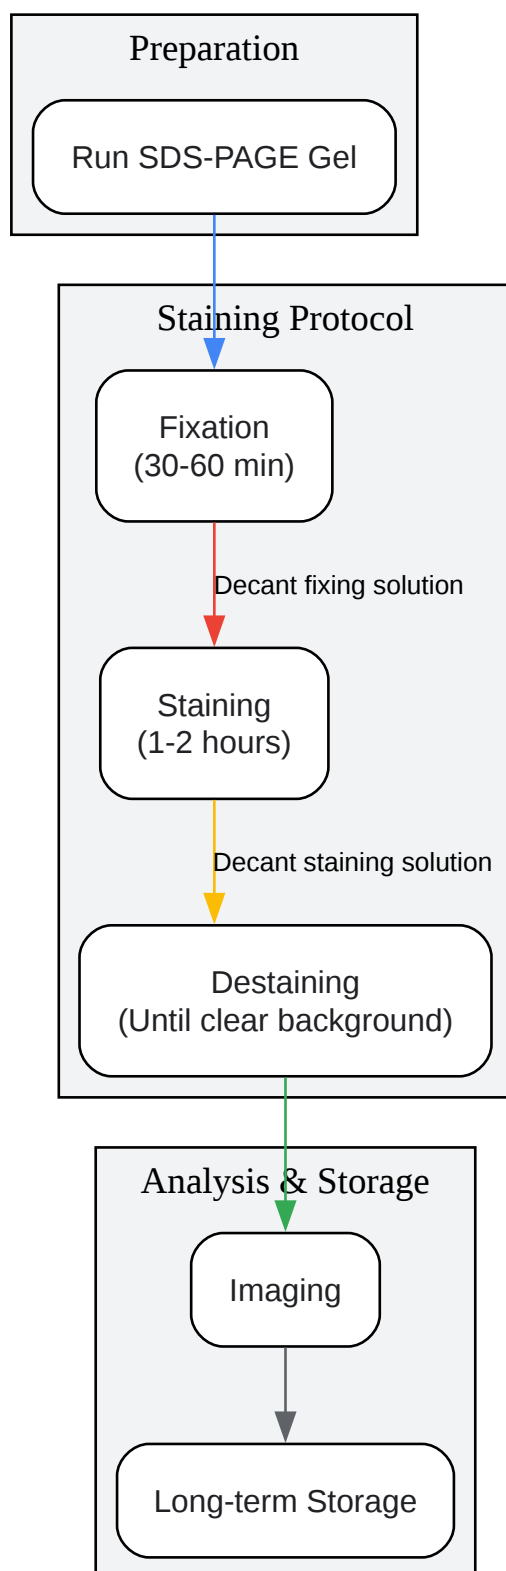 Preparation
Run SDS-PAGE Gel
Staining Protocol
Fixation
(30-60 min)
Decant fixing solution
Staining
(1-2 hours)
Decant staining solution
Destaining
(Until clear background)
Analysis & Storage
Imaging
Long-term Storage